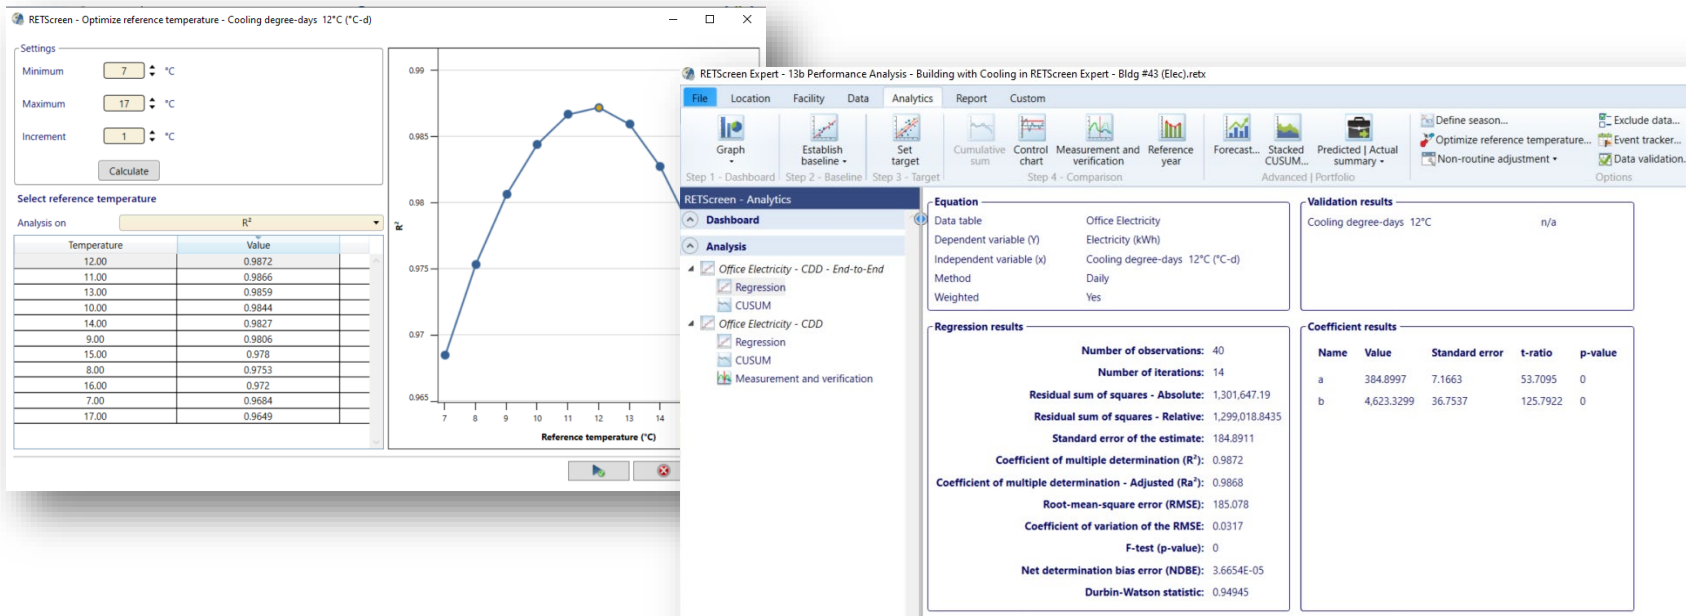 RETScreen - Optimize reference temperature - Cooling degree-days 12°C (°C-d)
Settings
Minimum 7 °C
Maximum 17 °C
Increment 1 °C
Calculate
Select reference temperature
Analysis on R²
Temperature Value
12.00 0.9872
11.00 0.9866
13.00 0.9859
10.00 0.9844
14.00 0.9827
9.00 0.9806
15.00 0.978
8.00 0.9753
16.00 0.972
7.00 0.9684
17.00 0.9649
0.99
0.985
0.98
0.975
0.97
0.965
R²
7 8 9 10 11 12 13 14
Reference temperature (°C)
RETScreen Expert - 13b Performance Analysis - Building with Cooling in RETScreen Expert - Bldg #43 (Elec).retx
File Location Facility Data Analytics Report Custom
Graph
Step 1 - Dashboard
Establish
baseline
Step 2 - Baseline
Set
target
Step 3 - Target
Cumulative
sum
Control
chart
Measurement and
verification
Reference
year
Step 4 - Comparison
Forecast...
Stacked
CUSUM...
Predicted | Actual
summary
Advanced | Portfolio
Define season...
Optimize reference temperature...
Non-routine adjustment
Exclude data...
Event tracker...
Data validation.
Options
RETScreen - Analytics
Dashboard
Analysis
Office Electricity - CDD - End-to-End
Regression
CUSUM
Office Electricity - CDD
Regression
CUSUM
Measurement and verification
Equation
Data table Office Electricity
Dependent variable (Y) Electricity (kWh)
Independent variable (x) Cooling degree-days 12°C (°C-d)
Method Daily
Weighted Yes
Validation results
Cooling degree-days 12°C n/a
Regression results
Number of observations: 40
Number of iterations: 14
Residual sum of squares - Absolute: 1,301,647.19
Residual sum of squares - Relative: 1,299,018.8435
Standard error of the estimate: 184.8911
Coefficient of multiple determination (R²): 0.9872
Coefficient of multiple determination - Adjusted (Ra²): 0.9868
Root-mean-square error (RMSE): 185.078
Coefficient of variation of the RMSE: 0.0317
F-test (p-value): 0
Net determination bias error (NDBE): 3.6654E-05
Durbin-Watson statistic: 0.94945
Coefficient results
Name Value Standard error t-ratio p-value
a 384.8997 7.1663 53.7095 0
b 4,623.3299 36.7537 125.7922 0